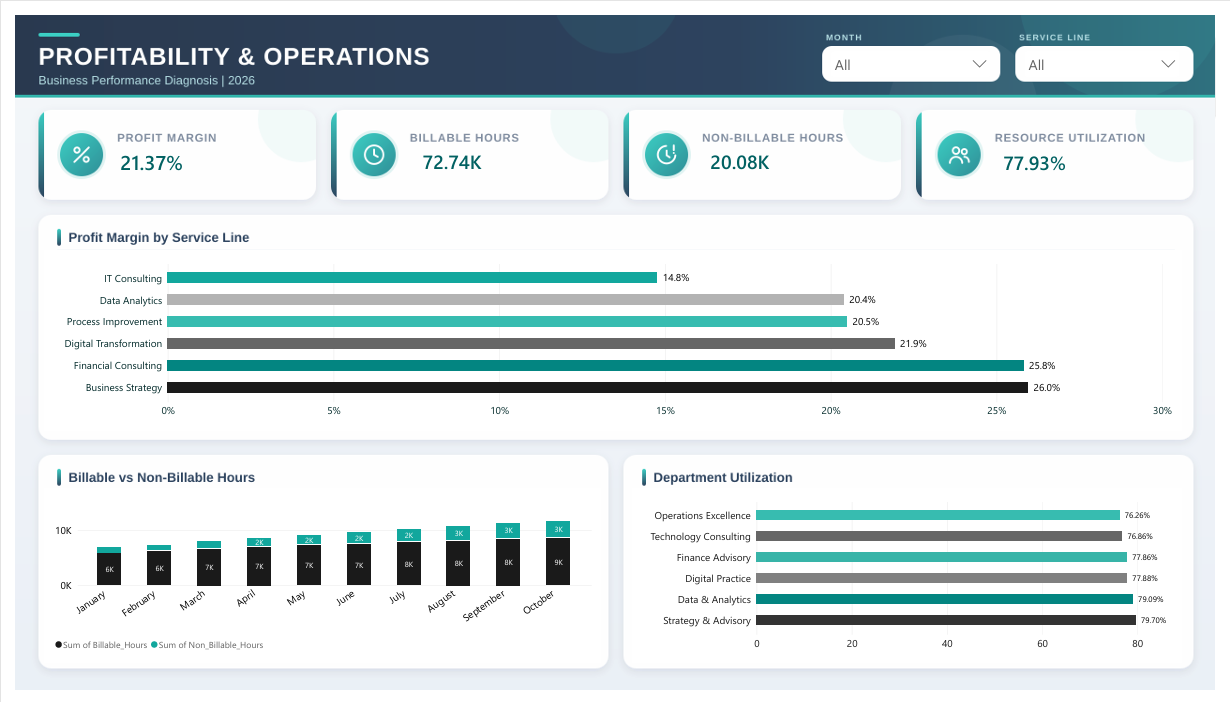 PROFITABILITY & OPERATIONS
Business Performance Diagnosis | 2026
MONTH
All
SERVICE LINE
All
PROFIT MARGIN
21.37%
BILLABLE HOURS
72.74K
NON-BILLABLE HOURS
20.08K
RESOURCE UTILIZATION
77.93%
Profit Margin by Service Line
IT Consulting 14.8%
Data Analytics 20.4%
Process Improvement 20.5%
Digital Transformation 21.9%
Financial Consulting 25.8%
Business Strategy 26.0%
0% 5% 10% 15% 20% 25% 30%
Billable vs Non-Billable Hours
10K
0K
2K 2K 2K 2K 3K 3K 3K
6K 6K 7K 7K 7K 7K 8K 8K 8K 9K
January February March April May June July August September October
Sum of Billable_Hours Sum of Non_Billable_Hours
Department Utilization
Operations Excellence 76.26%
Technology Consulting 76.86%
Finance Advisory 77.86%
Digital Practice 77.88%
Data & Analytics 79.09%
Strategy & Advisory 79.70%
0 20 40 60 80